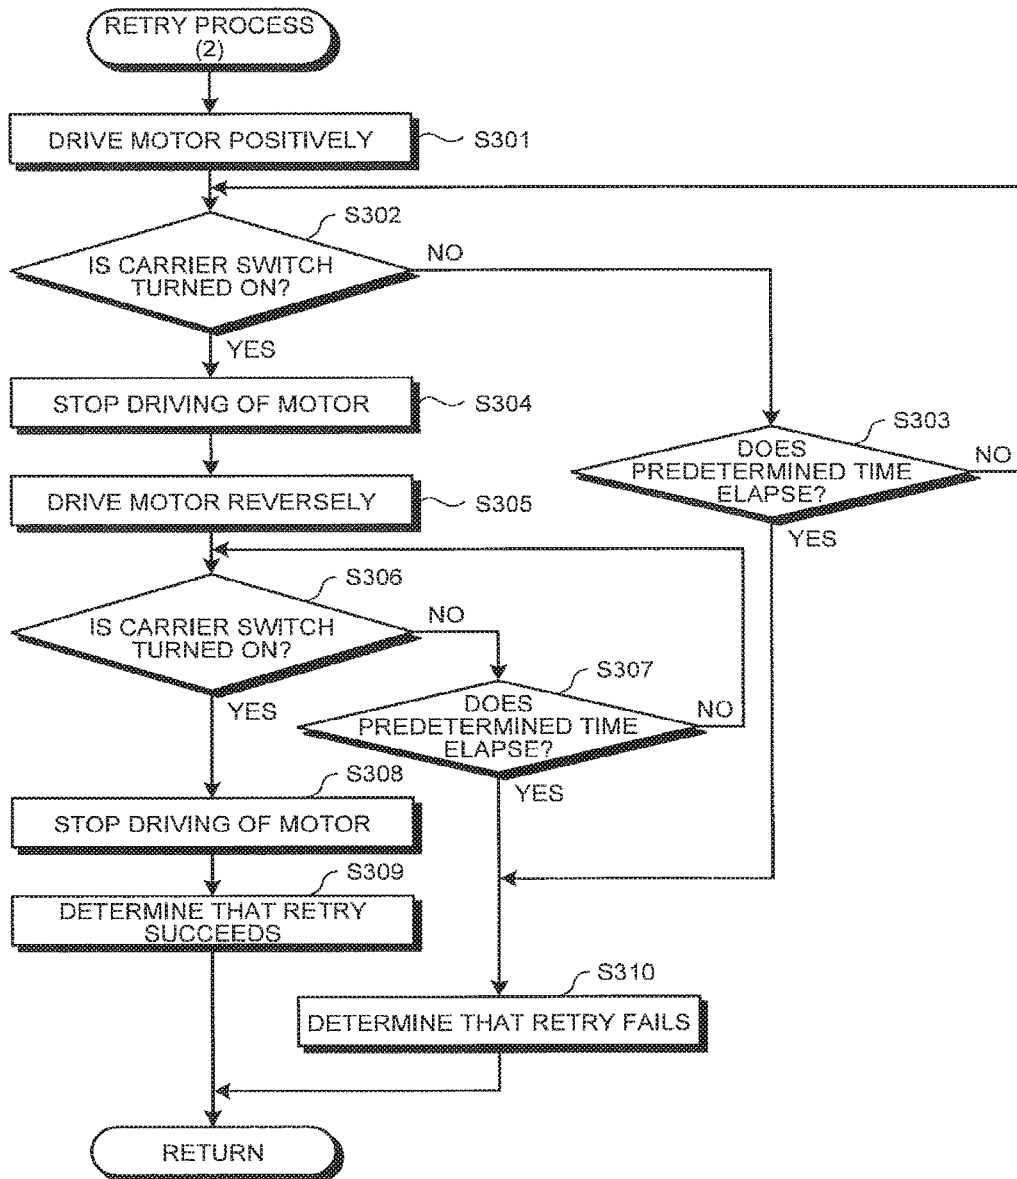 RETRY PROCESS
(2)
DRIVE MOTOR POSITIVELY
S301
S302
IS CARRIER SWITCH
TURNED ON?
NO
YES
STOP DRIVING OF MOTOR
S304
S303
DOES
PREDETERMINED TIME
ELAPSE?
NO
YES
DRIVE MOTOR REVERSELY
S305
S306
IS CARRIER SWITCH
TURNED ON?
NO
YES
S307
DOES
PREDETERMINED TIME
ELAPSE?
NO
YES
S308
STOP DRIVING OF MOTOR
S309
DETERMINE THAT RETRY
SUCCEEDS
S310
DETERMINE THAT RETRY FAILS
RETURN